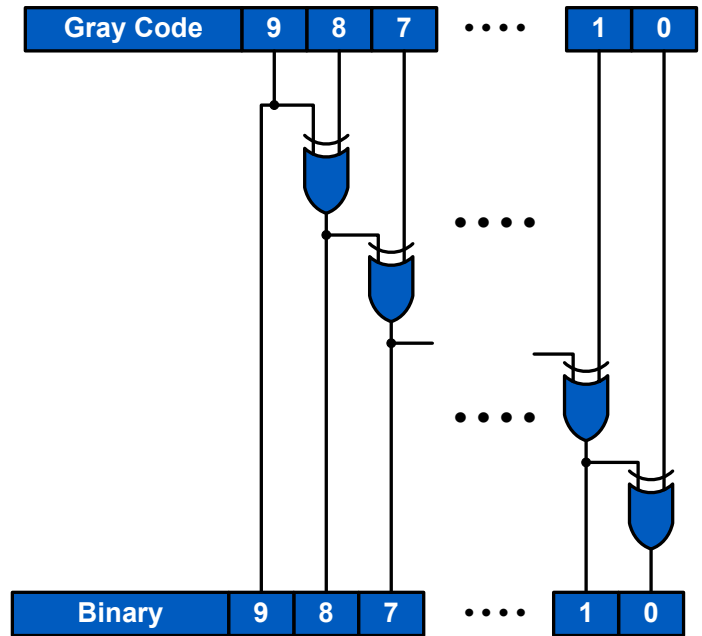 Gray Code 9 8 7 •••• 1 0
Binary 9 8 7 •••• 1 0